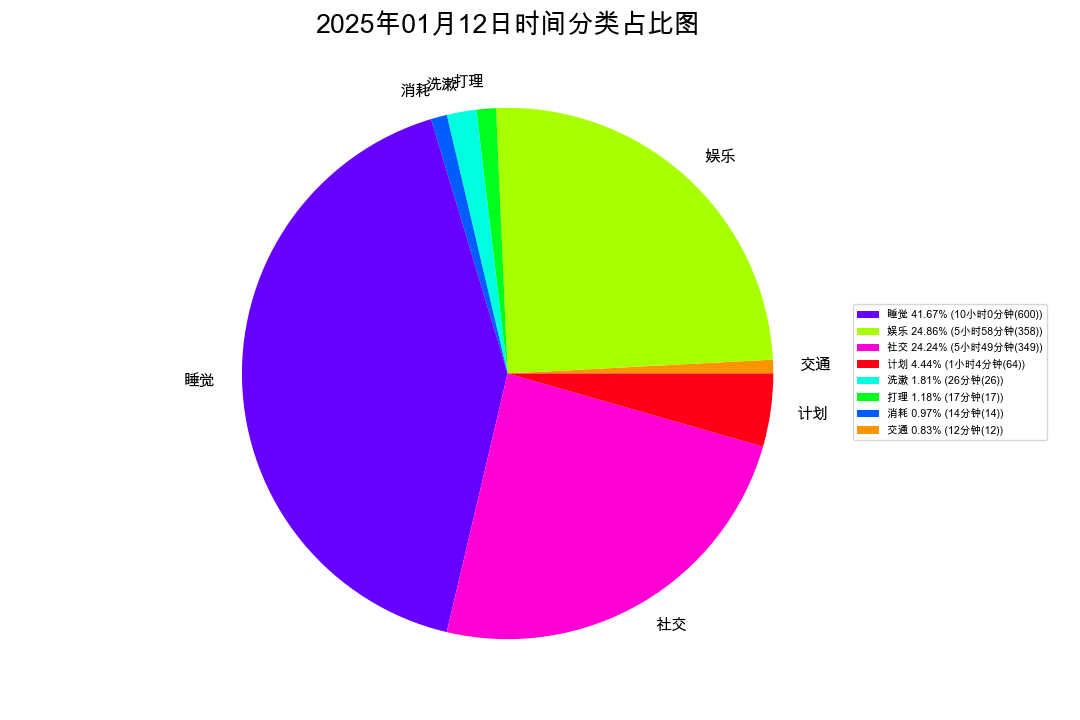 2025年01月12日时间分类占比图
打理
洗漱
消耗
娱乐
交通
睡觉
计划
社交
睡觉 41.67% (10小时0分钟(600))
娱乐 24.86% (5小时58分钟(358))
社交 24.24% (5小时49分钟(349))
计划 4.44% (1小时4分钟(64))
洗漱 1.81% (26分钟(26))
打理 1.18% (17分钟(17))
消耗 0.97% (14分钟(14))
交通 0.83% (12分钟(12))